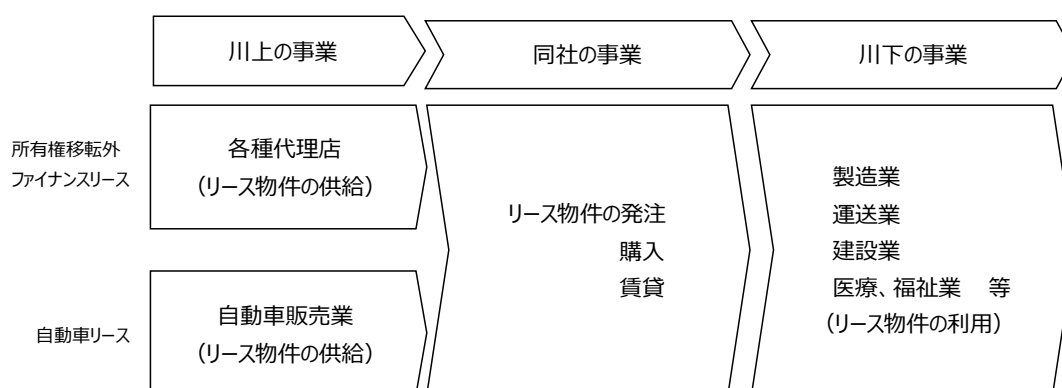 川上の事業
同社の事業
川下の事業
所有権移転外
ファイナンスリース
各種代理店
(リース物件の供給)
自動車リース
自動車販売業
(リース物件の供給)
リース物件の発注
購入
賃貸
製造業
運送業
建設業
医療、福祉業 等
(リース物件の利用)